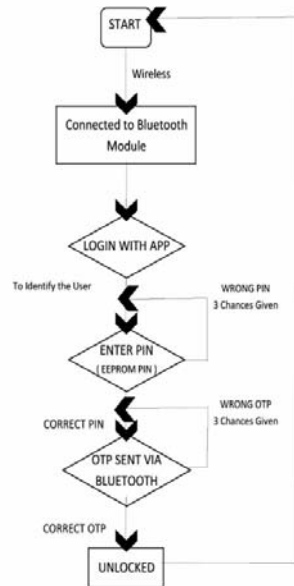 START
Wireless
Connected to Bluetooth
Module
LOGIN WITH APP
To Identify the User
WRONG PIN
3 Chances Given
ENTER PIN
( EEPROM PIN )
WRONG OTP
3 Chances Given
CORRECT PIN
OTP SENT VIA
BLUETOOTH
CORRECT OTP
UNLOCKED